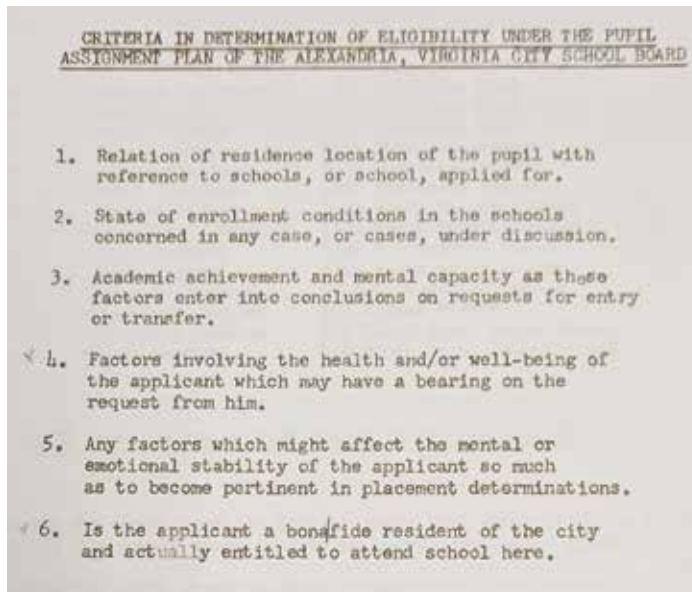 CRITERIA IN DETERMINATION OF ELIGIBILITY UNDER THE PUPIL
ASSIGNMENT PLAN OF THE ALEXANDRIA, VIRGINIA CITY SCHOOL BOARD
1. Relation of residence location of the pupil with
reference to schools, or school, applied for.
2. State of enrollment conditions in the schools
concerned in any case, or cases, under discussion.
3. Academic achievement and mental capacity as those
factors enter into conclusions on requests for entry
or transfer.
4. Factors involving the health and/or well-being of
the applicant which may have a bearing on the
request from him.
5. Any factors which might affect the mental or
emotional stability of the applicant so much
as to become pertinent in placement determinations.
6. Is the applicant a bona/fide resident of the city
and actually entitled to attend school here.